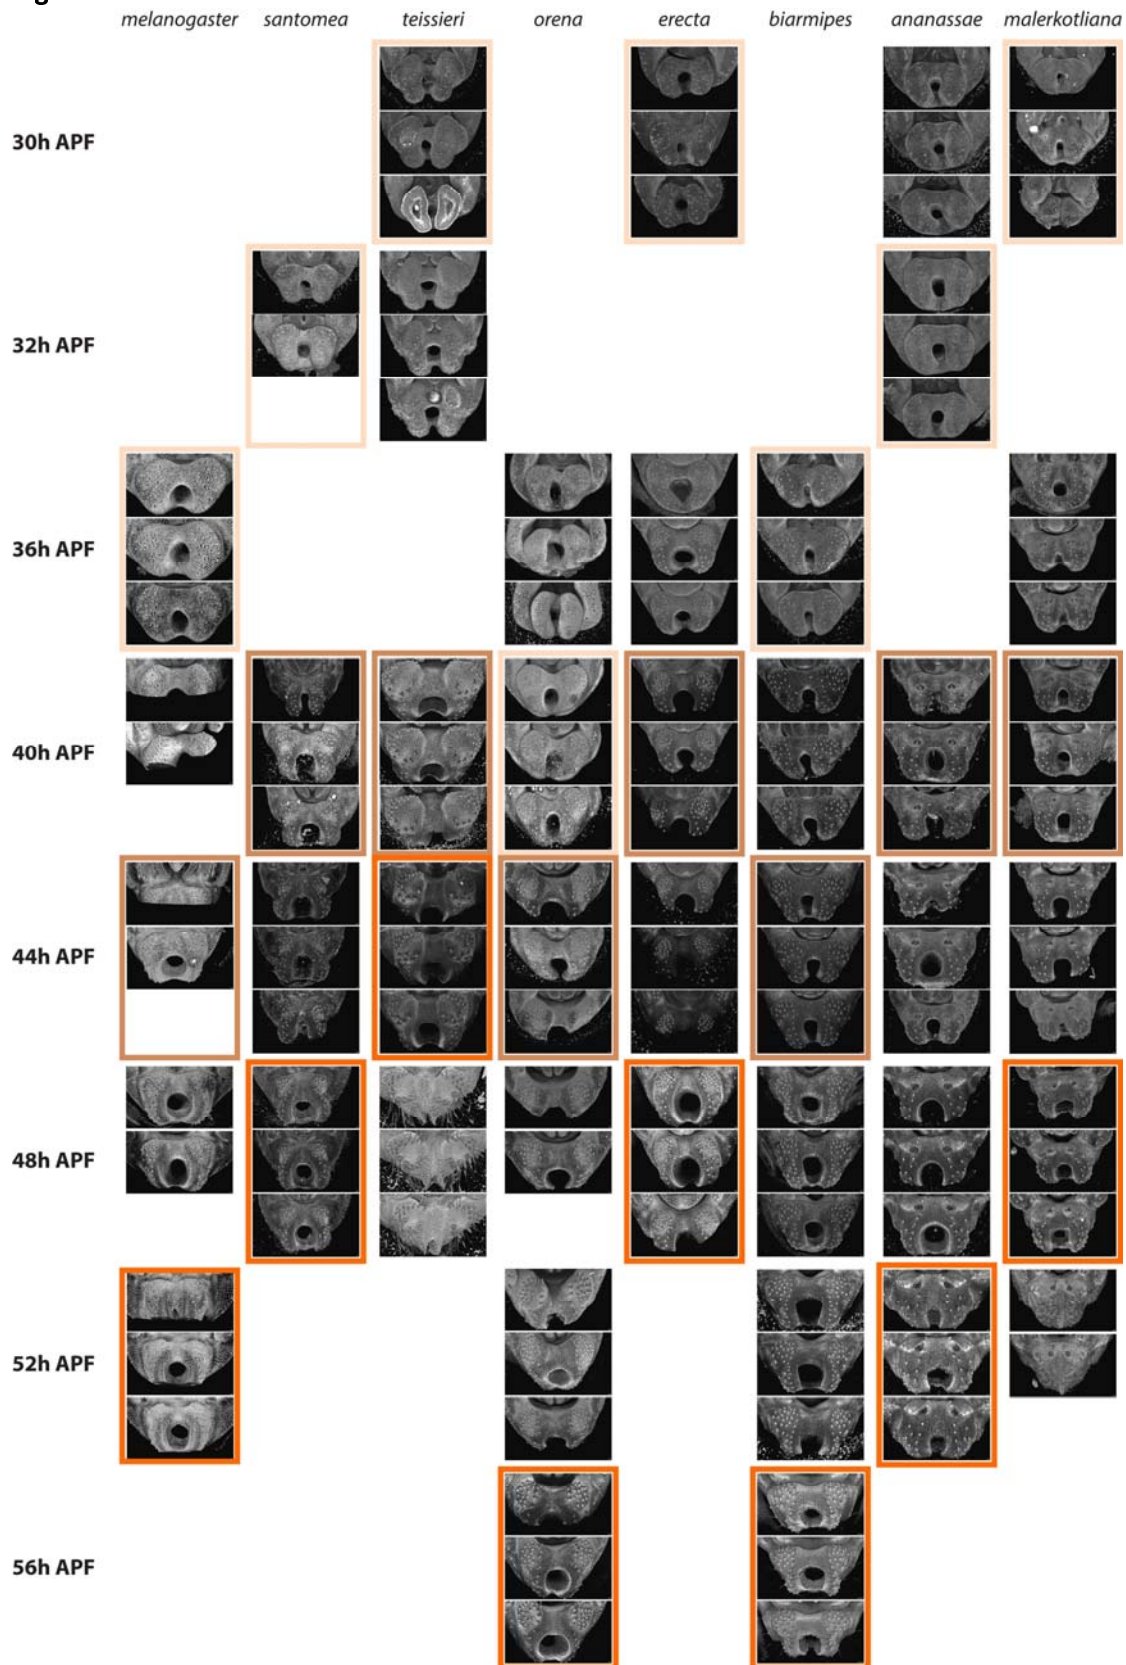 melanogaster santomea teissieri orena erecta biarmipes ananassae malerkotliana
30h APF
32h APF
36h APF
40h APF
44h APF
48h APF
52h APF
56h APF